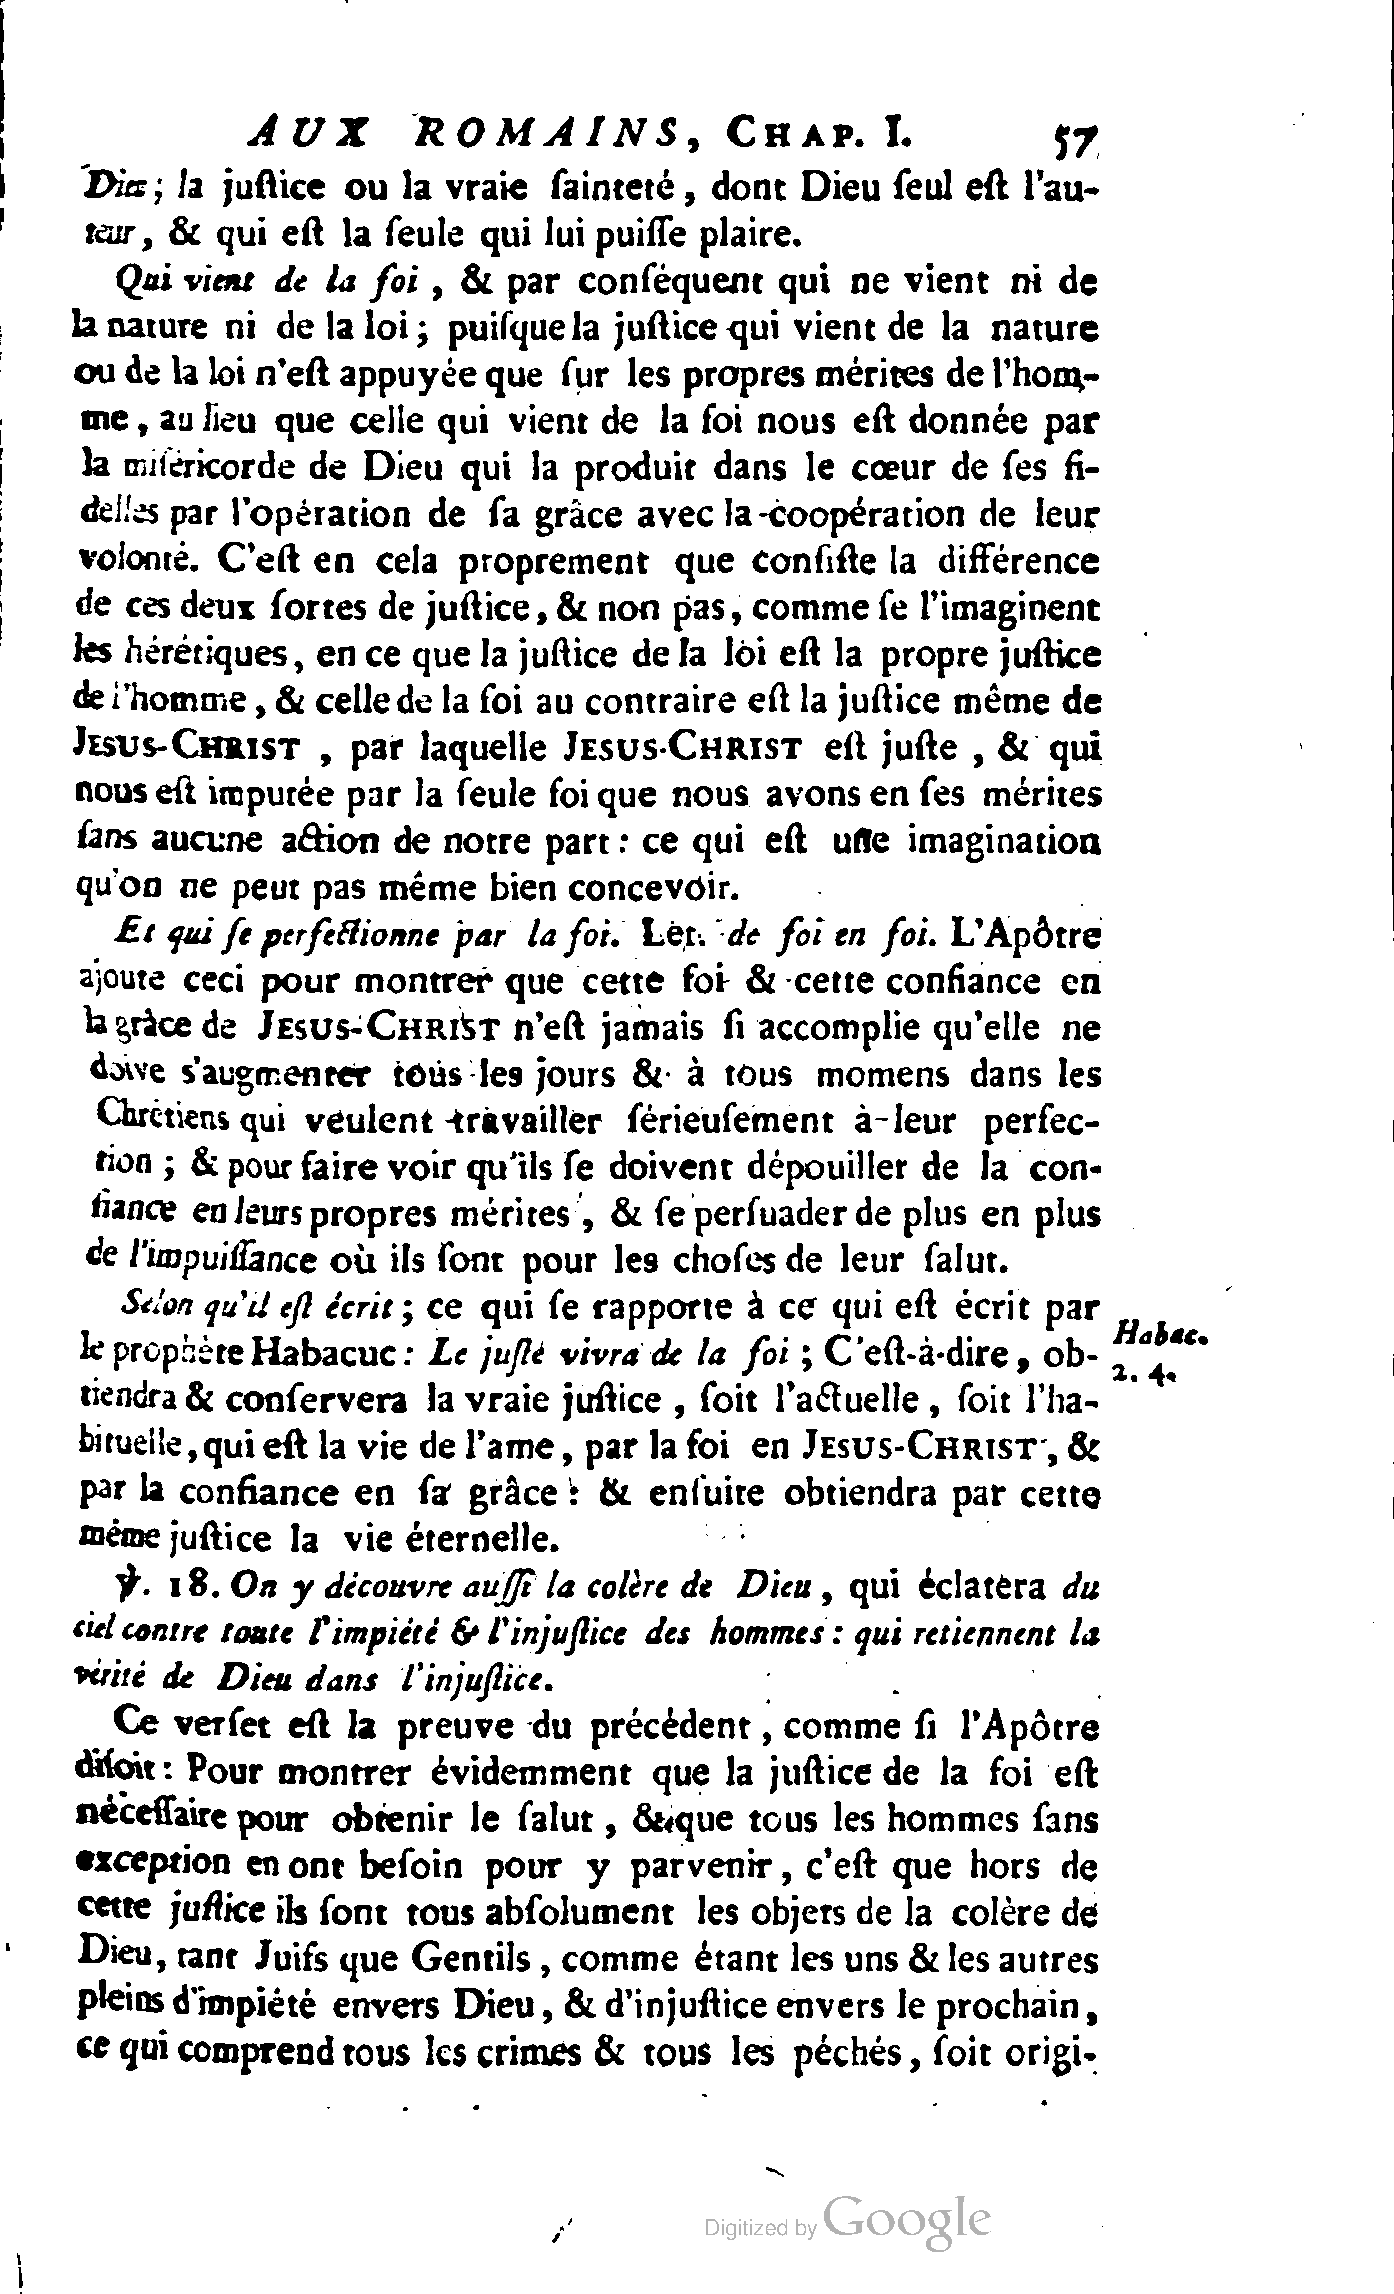 AUX ROMAINS, CHAP. I. 57
Dieu; la juſtice ou la vraie ſainteté, dont Dieu ſeul eſt l'au-
teur, & qui eſt la ſeule qui lui puiſſe plaire.
Qui vient de la foi, & par conſéquent qui ne vient ni de
la nature ni de la loi; puiſque la juſtice qui vient de la nature
ou de la loi n'eſt appuyée que ſur les propres mérites de l'hom-
me, au lieu que celle qui vient de la foi nous eſt donnée par
la miſéricorde de Dieu qui la produit dans le cœur de ſes fi-
delles par l'opération de ſa grâce avec la coopération de leur
volonté. C'eſt en cela proprement que conſiſte la différence
de ces deux ſortes de juſtice, & non pas, comme ſe l'imaginent
les hérétiques, en ce que la juſtice de la loi eſt la propre juſtice
de l'homme, & celle de la foi au contraire eſt la juſtice même de
JESUS-CHRIST, par laquelle JESUS-CHRIST eſt juſte, & qui
nous eſt imputée par la ſeule foi que nous avons en ſes mérites
ſans aucune action de notre part: ce qui eſt une imagination
qu'on ne peut pas même bien concevoir.
Et qui ſe perfectionne par la foi. Let. de foi en foi. L'Apôtre
ajoute ceci pour montrer que cette foi & cette confiance en
la grâce de JESUS-CHRIST n'eſt jamais ſi accomplie qu'elle ne
doive s'augmenter tous les jours & à tous momens dans les
Chrétiens qui veulent travailler ſérieuſement à leur perfec-
tion; & pour faire voir qu'ils ſe doivent dépouiller de la con-
fiance en leurs propres mérites, & ſe perſuader de plus en plus
de l'impuiſſance où ils ſont pour les choſes de leur ſalut.
Selon qu'il eſt écrit; ce qui ſe rapporte à ce qui eſt écrit par
le prophète Habacuc: Le juſte vivra de la foi; C'eſt-à-dire, ob-
Habac.
2. 4.
tiendra & conſervera la vraie juſtice, ſoit l'actuelle, ſoit l'ha-
bituelle, qui eſt la vie de l'ame, par la foi en JESUS-CHRIST, &
par la confiance en ſa grâce: & enſuite obtiendra par cette
même juſtice la vie éternelle.
℣. 18. On y découvre auſſi la colère de Dieu, qui éclatera du
ciel contre toute l'impiété & l'injuſtice des hommes: qui retiennent la
vérité de Dieu dans l'injuſtice.
Ce verſet eſt la preuve du précédent, comme ſi l'Apôtre
diſoit: Pour montrer évidemment que la juſtice de la foi eſt
néceſſaire pour obtenir le ſalut, & que tous les hommes ſans
exception en ont beſoin pour y parvenir, c'eſt que hors de
cette juſtice ils ſont tous abſolument les objets de la colère de
Dieu, tant Juifs que Gentils, comme étant les uns & les autres
pleins d'impiété envers Dieu, & d'injuſtice envers le prochain,
ce qui comprend tous les crimes & tous les péchés, ſoit origi-
Digitized by Google